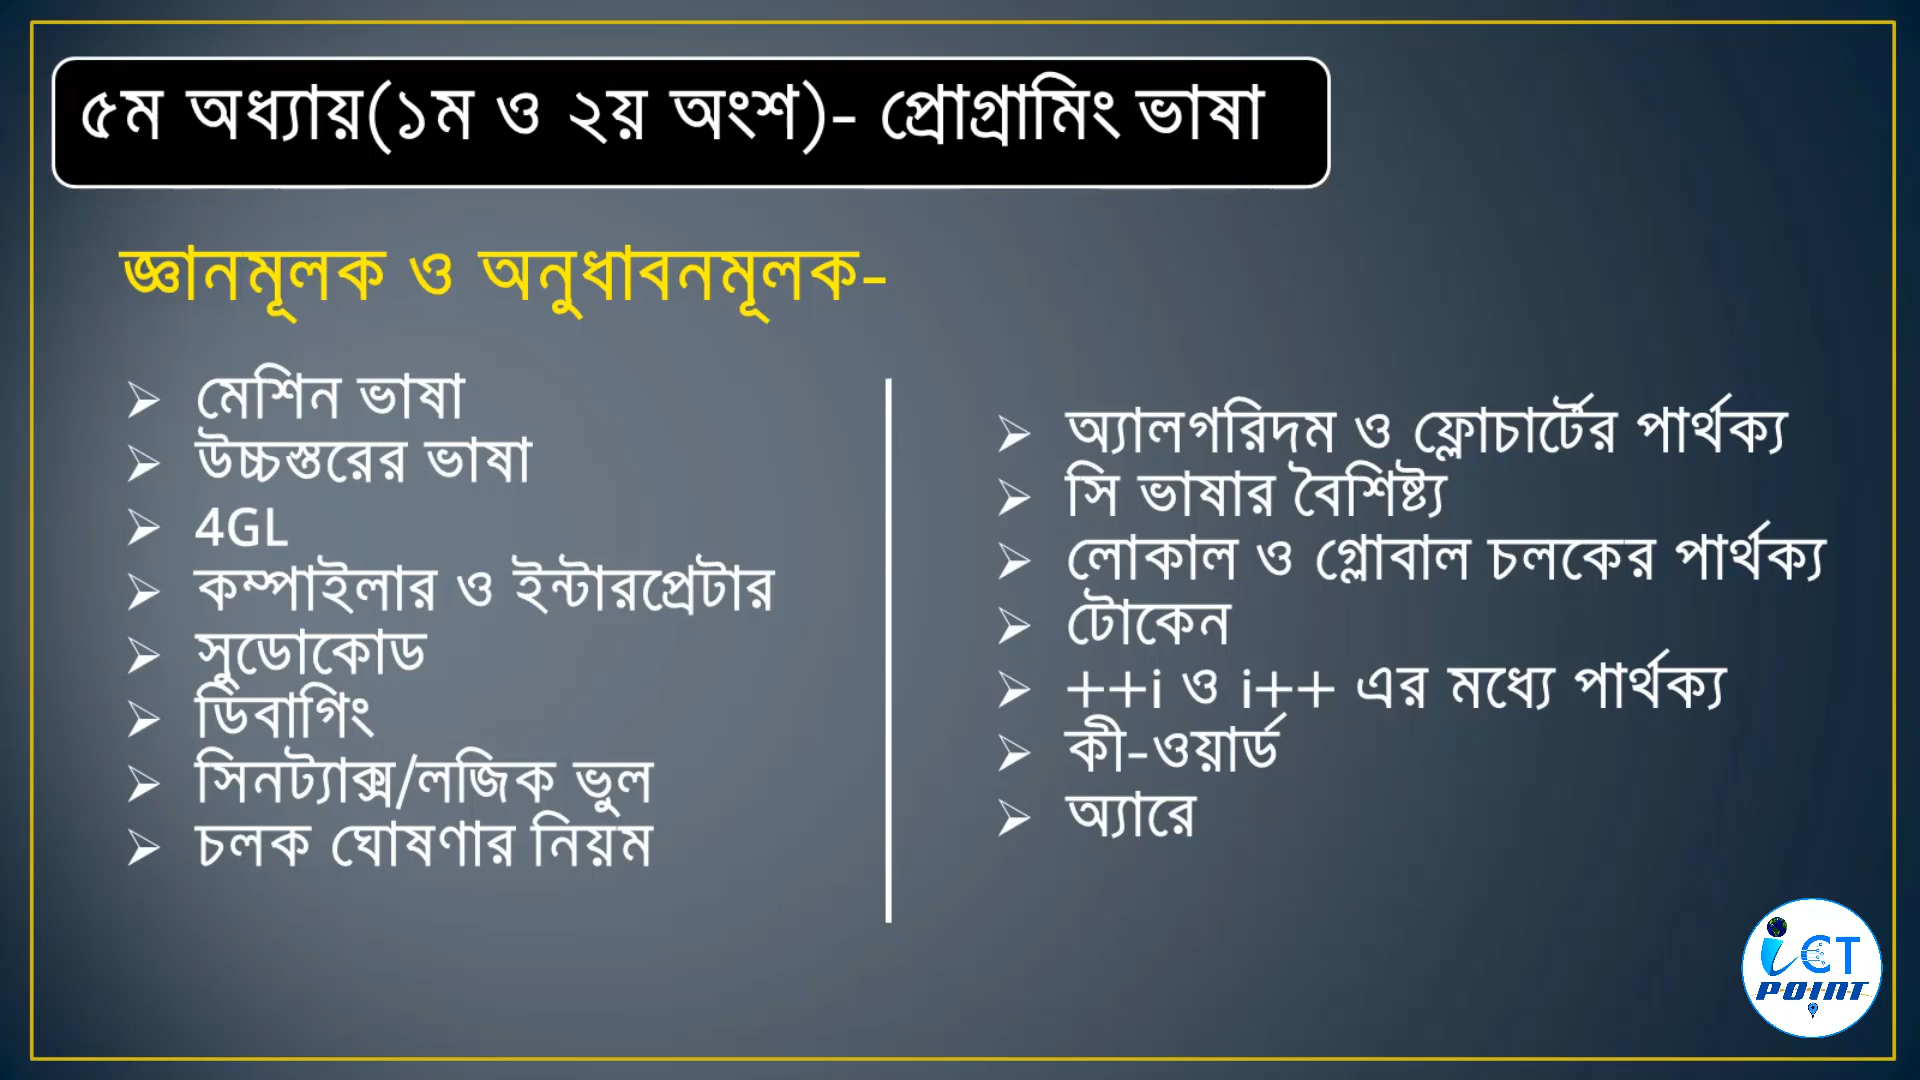 ৫ম অধ্যায়(১ম ও ২য় অংশ)- প্রোগ্রামিং ভাষা
জ্ঞানমূলক ও অনুধাবনমূলক-
➢ মেশিন ভাষা
➢ উচ্চস্তরের ভাষা
➢ 4GL
➢ কম্পাইলার ও ইন্টারপ্রেটার
➢ সুডোকোড
➢ ডিবাগিং
➢ সিনট্যাক্স/লজিক ভুল
➢ চলক ঘোষণার নিয়ম
➢ অ্যালগরিদম ও ফ্লোচার্টের পার্থক্য
➢ সি ভাষার বৈশিষ্ট্য
➢ লোকাল ও গ্লোবাল চলকের পার্থক্য
➢ টোকেন
➢ ++i ও i++ এর মধ্যে পার্থক্য
➢ কী-ওয়ার্ড
➢ অ্যারে
iCT
POINT